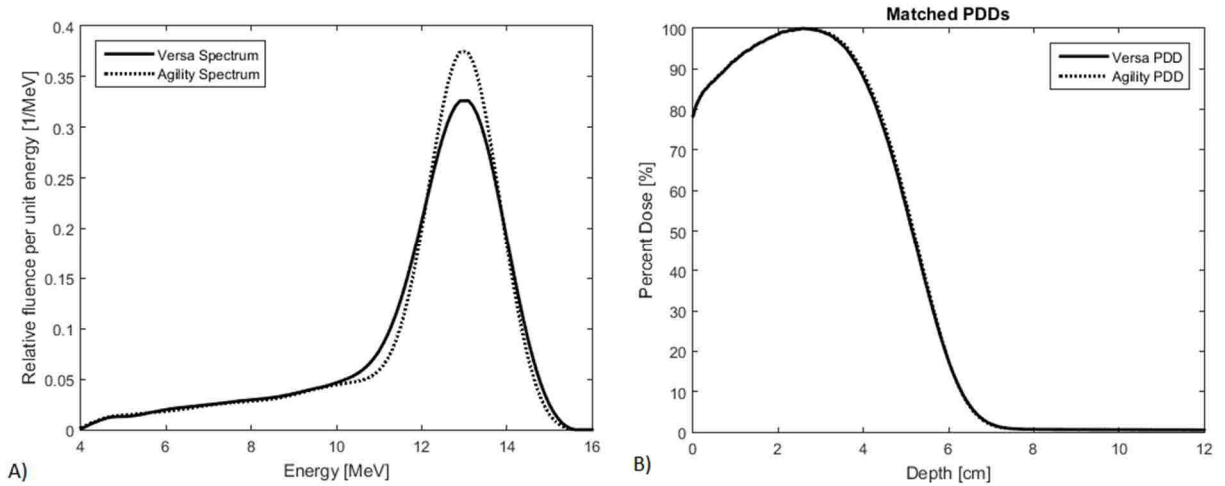 Matched PDDs
Versa Spectrum
Agility Spectrum
0.4
0.35
0.3
0.25
0.2
0.15
0.1
0.05
0
Relative fluence per unit energy [1/MeV]
4 6 8 10 12 14 16
Energy [MeV]
A)
Versa PDD
Agility PDD
100
90
80
70
60
50
40
30
20
10
0
Percent Dose [%]
0 2 4 6 8 10 12
Depth [cm]
B)